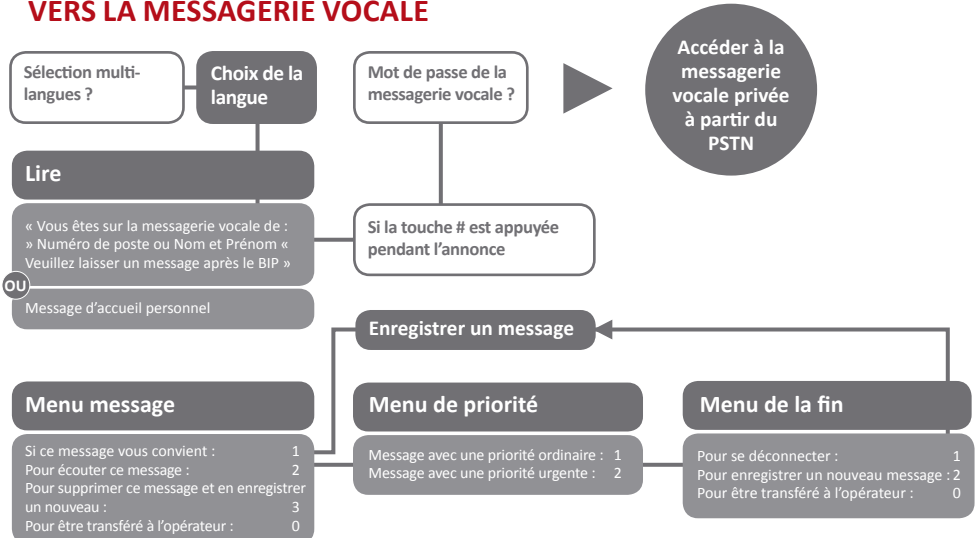 VERS LA MESSAGERIE VOCALE
Sélection multi-
langues ?
Choix de la
langue
Mot de passe de la
messagerie vocale ?
Accéder à la
messagerie
vocale privée
à partir du
PSTN
Lire
« Vous êtes sur la messagerie vocale de :
» Numéro de poste ou Nom et Prénom «
Veuillez laisser un message après le BIP »
OU
Message d'accueil personnel
Si la touche # est appuyée
pendant l'annonce
Enregistrer un message
Menu message
Si ce message vous convient : 1
Pour écouter ce message : 2
Pour supprimer ce message et en enregistrer
un nouveau : 3
Pour être transféré à l'opérateur : 0
Menu de priorité
Message avec une priorité ordinaire : 1
Message avec une priorité urgente : 2
Menu de la fin
Pour se déconnecter : 1
Pour enregistrer un nouveau message : 2
Pour être transféré à l'opérateur : 0